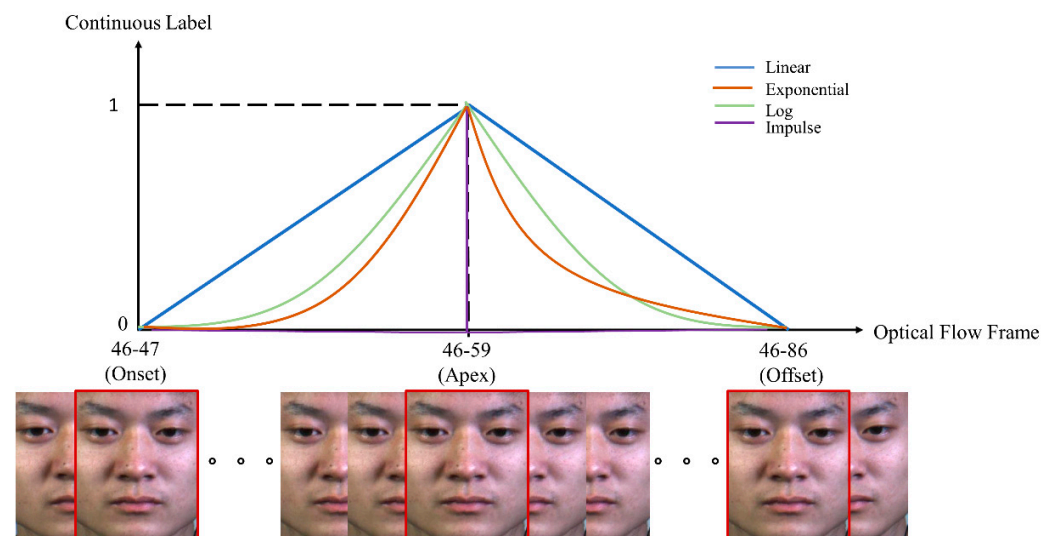 Continuous Label
Linear
Exponential
Log
Impulse
1
0
Optical Flow Frame
46-47
46-59
46-86
(Onset)
(Apex)
(Offset)